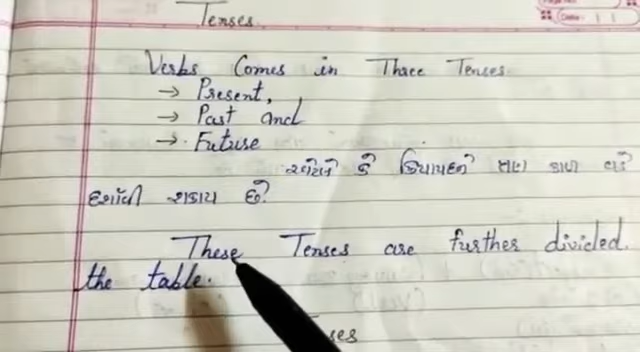 Tenses
Verbs Comes in Three Tenses
→ Present,
→ Past and
→ Future
ત્રણ કાળ
દર્શાવી શકાય છે.
These Tenses are further divided
the table.